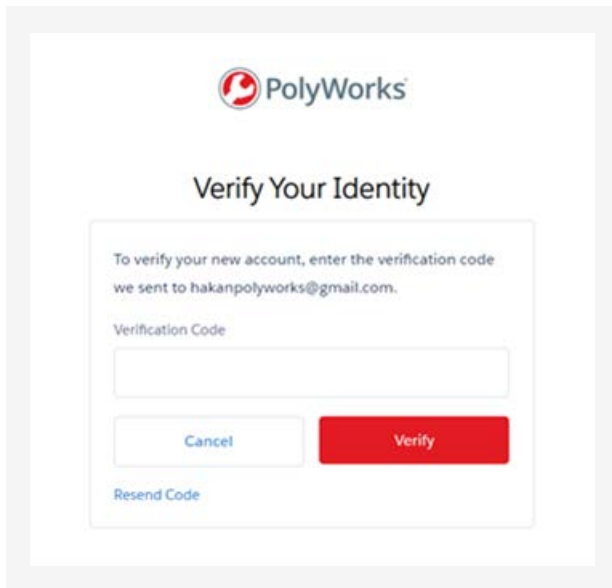 PolyWorks
Verify Your Identity
To verify your new account, enter the verification code
we sent to hakanpolyworks@gmail.com.
Verification Code
Cancel
Verify
Resend Code